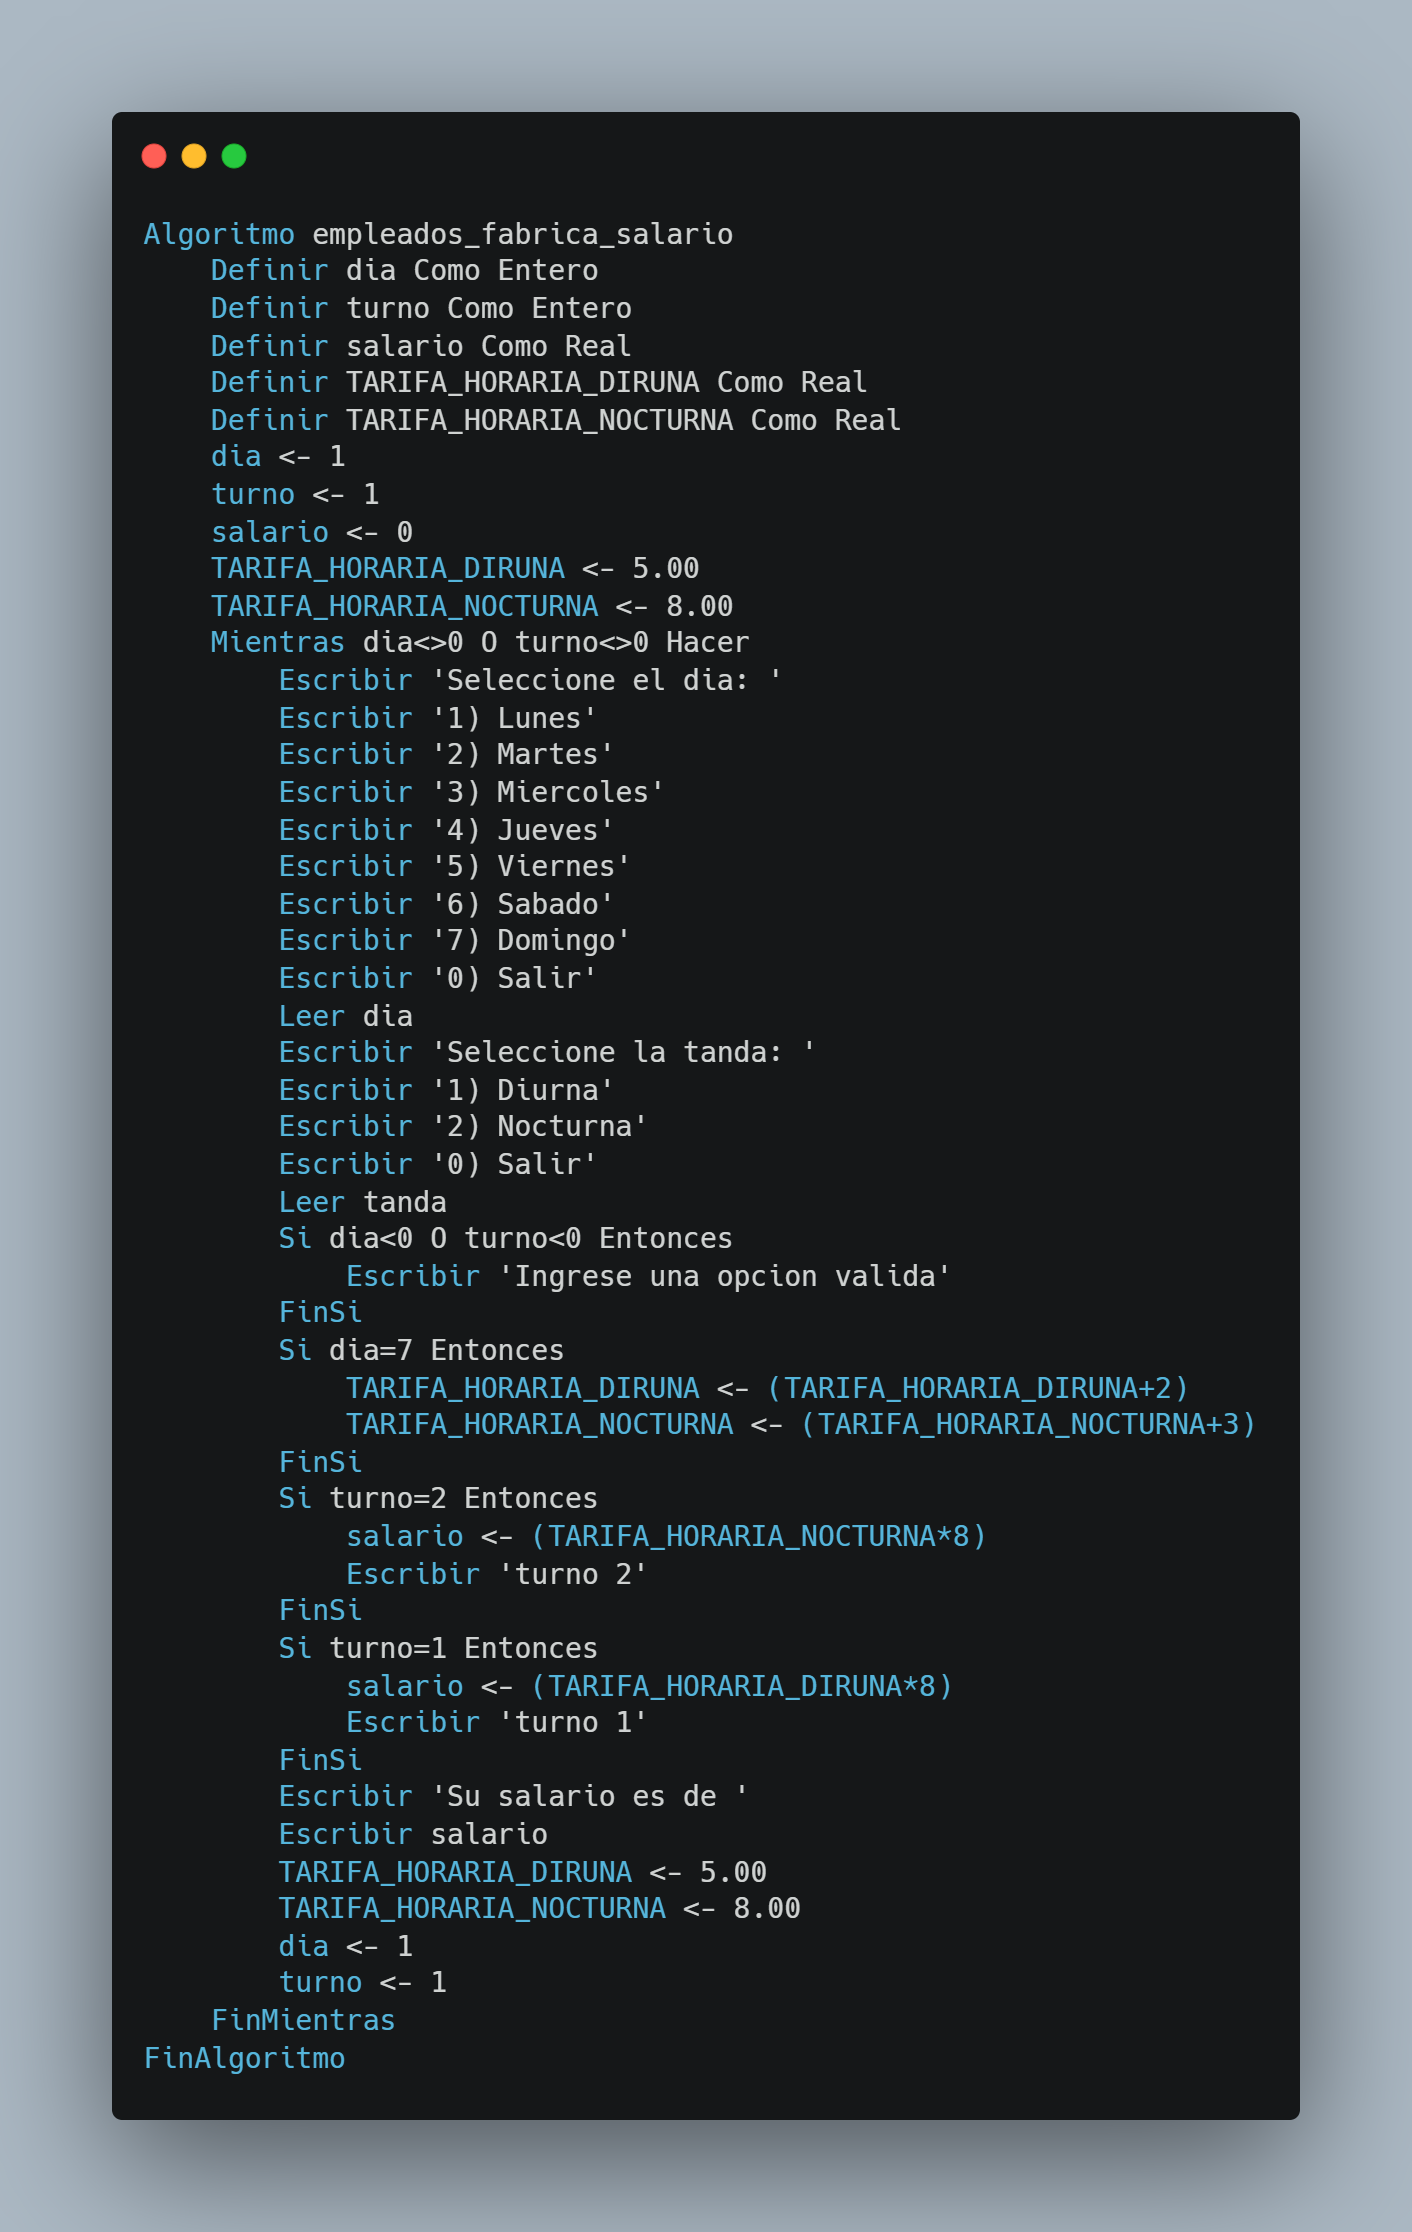 Algoritmo empleados_fabrica_salario
    Definir dia Como Entero
    Definir turno Como Entero
    Definir salario Como Real
    Definir TARIFA_HORARIA_DIRUNA Como Real
    Definir TARIFA_HORARIA_NOCTURNA Como Real
    dia <- 1
    turno <- 1
    salario <- 0
    TARIFA_HORARIA_DIRUNA <- 5.00
    TARIFA_HORARIA_NOCTURNA <- 8.00
    Mientras dia<>0 O turno<>0 Hacer
        Escribir 'Seleccione el dia: '
        Escribir '1) Lunes'
        Escribir '2) Martes'
        Escribir '3) Miercoles'
        Escribir '4) Jueves'
        Escribir '5) Viernes'
        Escribir '6) Sabado'
        Escribir '7) Domingo'
        Escribir '0) Salir'
        Leer dia
        Escribir 'Seleccione la tanda: '
        Escribir '1) Diurna'
        Escribir '2) Nocturna'
        Escribir '0) Salir'
        Leer tanda
        Si dia<0 O turno<0 Entonces
            Escribir 'Ingrese una opcion valida'
        FinSi
        Si dia=7 Entonces
            TARIFA_HORARIA_DIRUNA <- (TARIFA_HORARIA_DIRUNA+2)
            TARIFA_HORARIA_NOCTURNA <- (TARIFA_HORARIA_NOCTURNA+3)
        FinSi
        Si turno=2 Entonces
            salario <- (TARIFA_HORARIA_NOCTURNA*8)
            Escribir 'turno 2'
        FinSi
        Si turno=1 Entonces
            salario <- (TARIFA_HORARIA_DIRUNA*8)
            Escribir 'turno 1'
        FinSi
        Escribir 'Su salario es de '
        Escribir salario
        TARIFA_HORARIA_DIRUNA <- 5.00
        TARIFA_HORARIA_NOCTURNA <- 8.00
        dia <- 1
        turno <- 1
    FinMientras
FinAlgoritmo